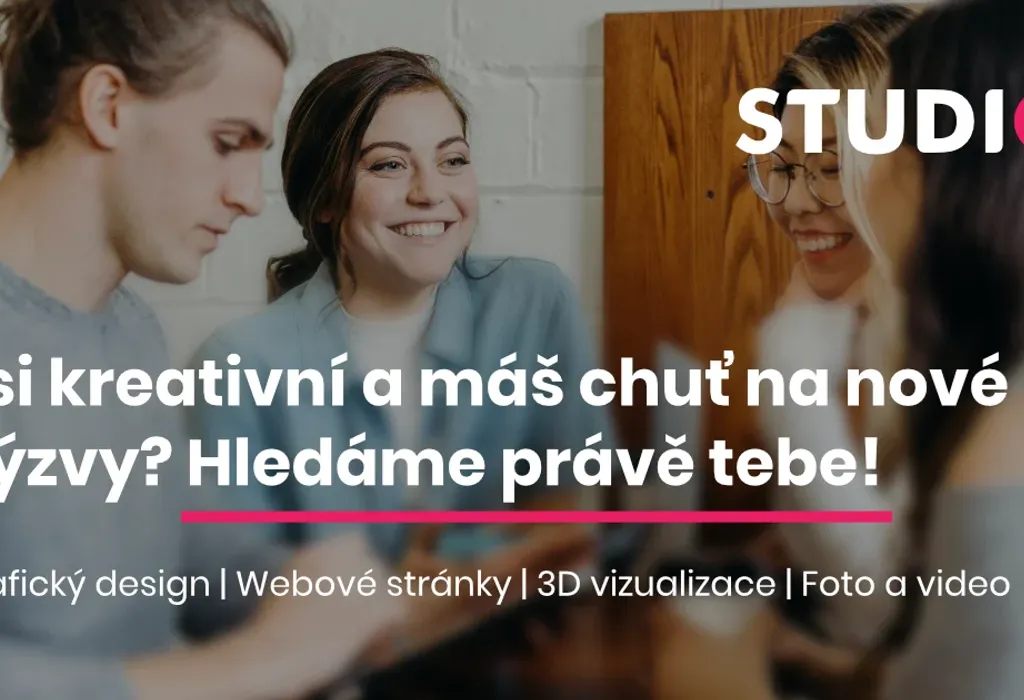 STUDI
si kreativní a máš chuť na nové
ýzvy? Hledáme právě tebe!
afický design | Webové stránky | 3D vizualizace | Foto a video